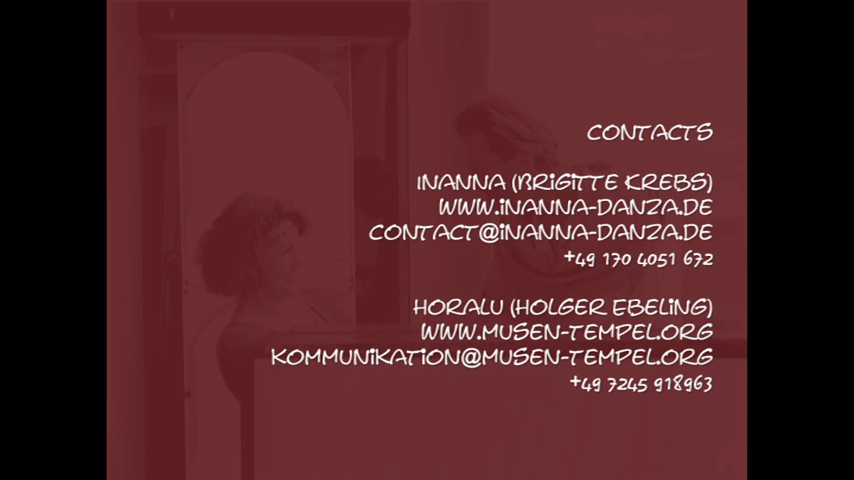 CONTACTS
INANNA (BRIGITTE KREBS)
WWW.INANNA-DANZA.DE
CONTACT@INANNA-DANZA.DE
+49 170 4051 672
HORALU (HOLGER EBELING)
WWW.MUSEN-TEMPEL.ORG
KOMMUNIKATION@MUSEN-TEMPEL.ORG
+49 7245 918963